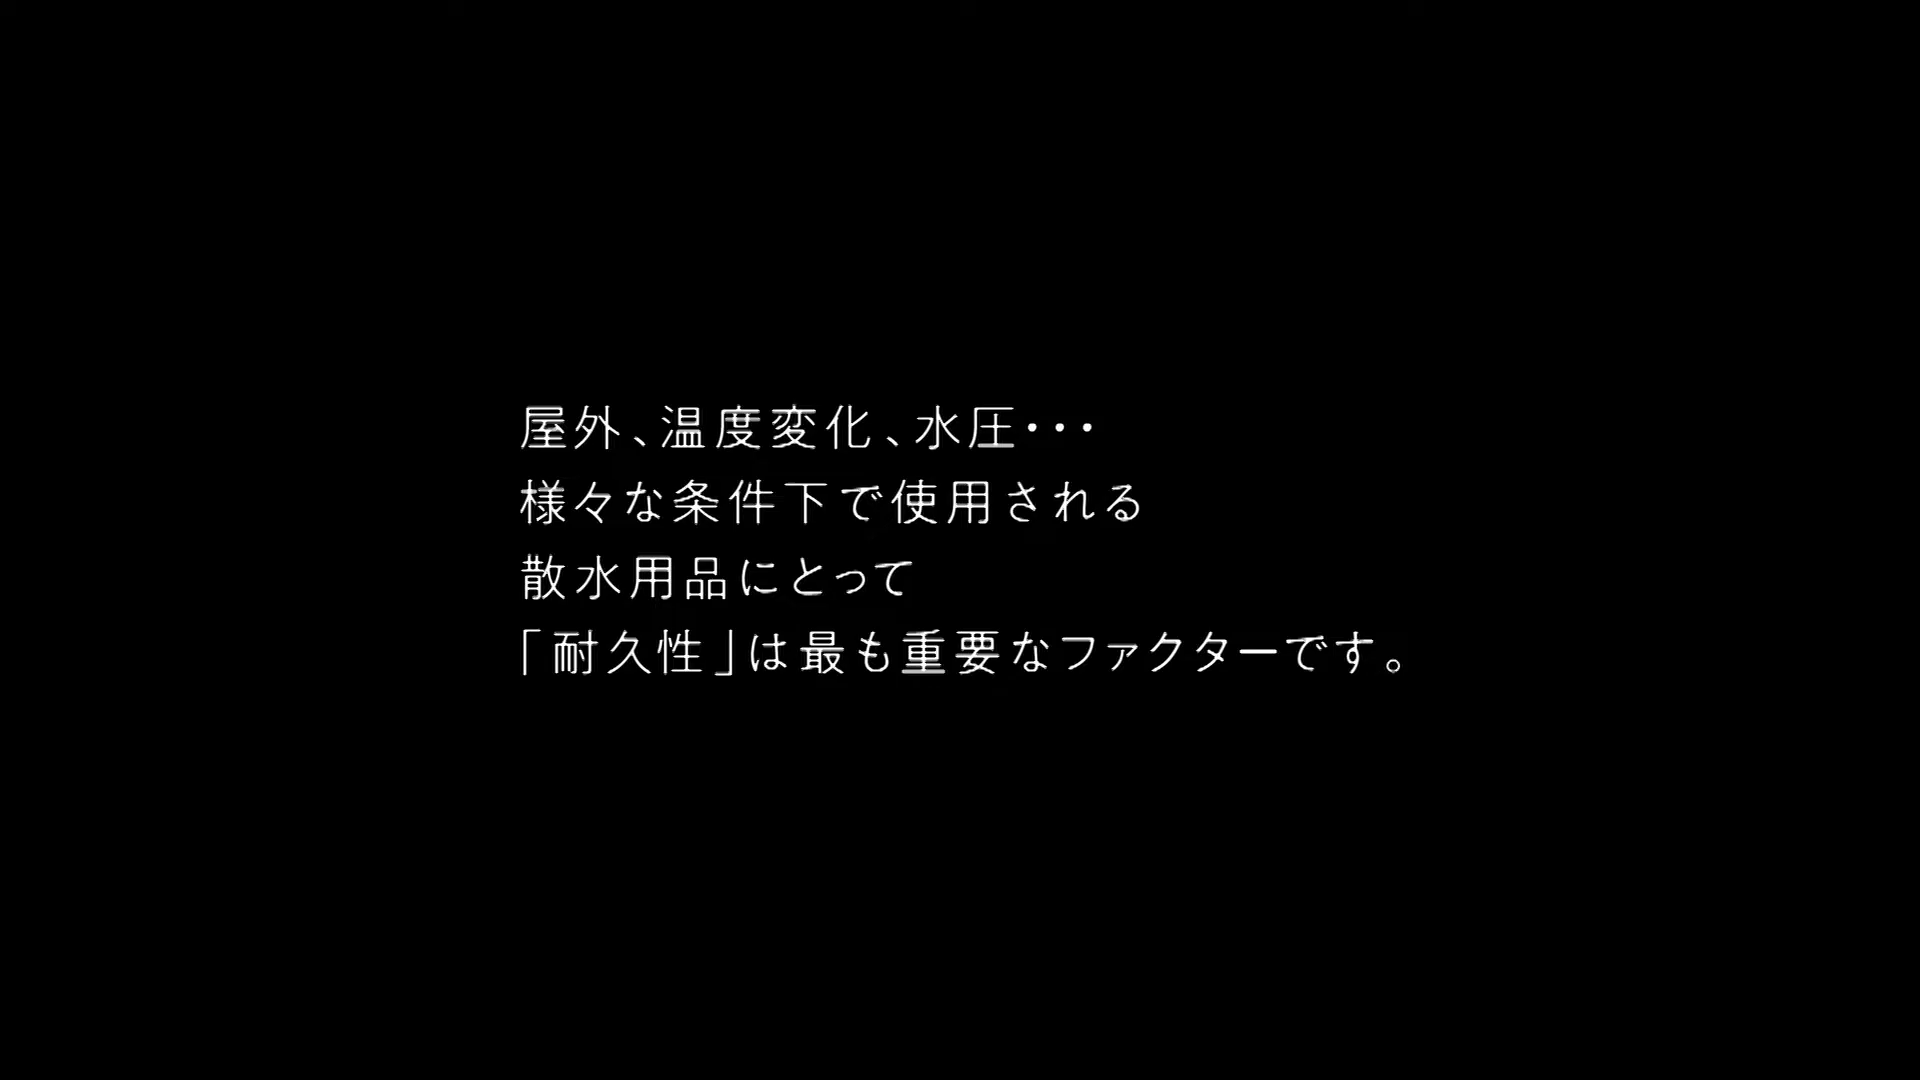 屋外、温度変化、水圧・・・
様々な条件下で使用される
散水用品にとって
「耐久性」は最も重要なファクターです。